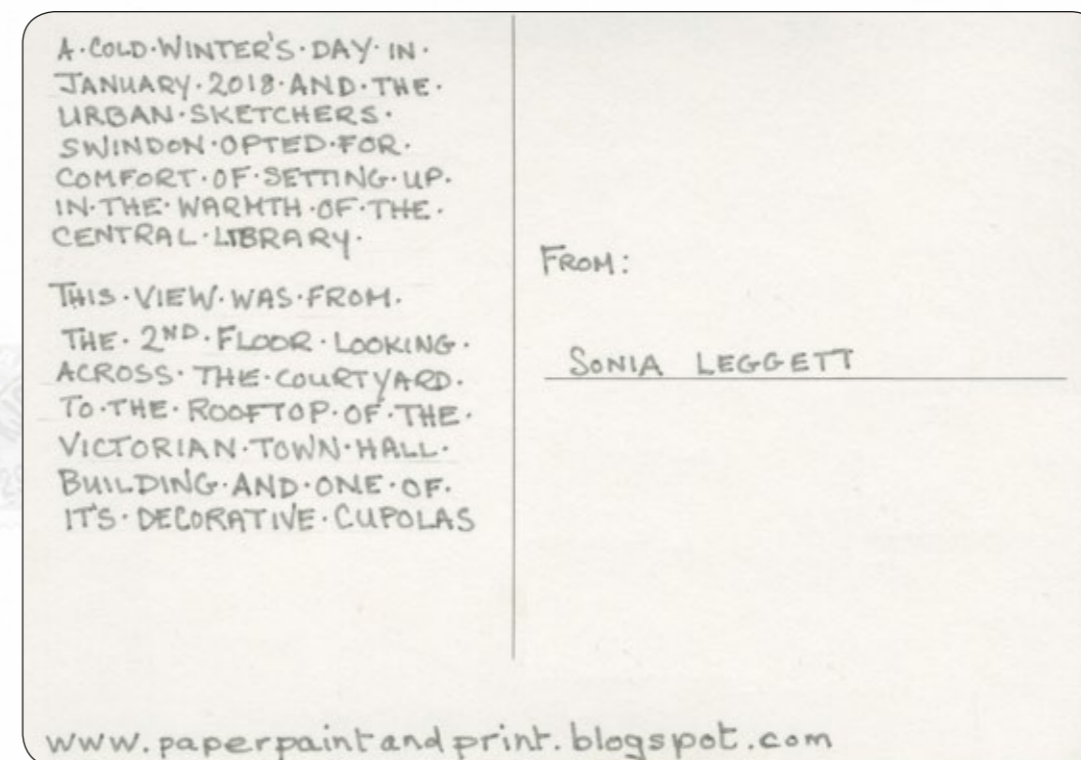 A·COLD·WINTER'S·DAY·IN·
JANUARY·2018·AND·THE·
URBAN·SKETCHERS·
SWINDON·OPTED·FOR·
COMFORT·OF·SETTING·UP·
IN·THE·WARMTH·OF·THE·
CENTRAL·LIBRARY·
THIS·VIEW·WAS·FROM·
THE·2ND·FLOOR·LOOKING·
ACROSS·THE·COURTYARD·
TO·THE·ROOFTOP·OF·THE·
VICTORIAN·TOWN·HALL·
BUILDING·AND·ONE·OF·
IT'S·DECORATIVE·CUPOLAS
FROM:
SONIA LEGGETT
www.paperpaintandprint.blogspot.com